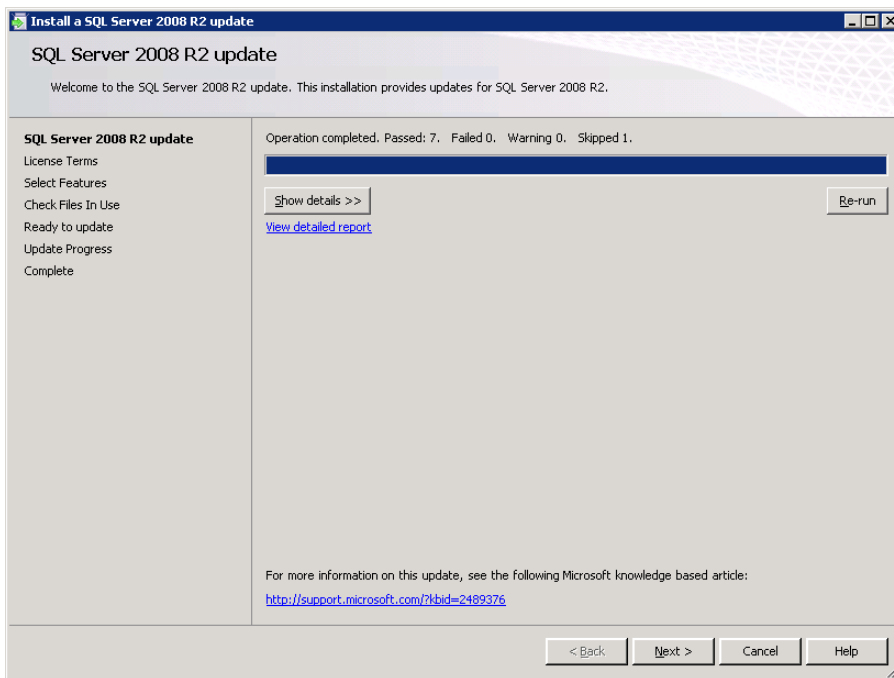 Install a SQL Server 2008 R2 update
SQL Server 2008 R2 update
Welcome to the SQL Server 2008 R2 update. This installation provides updates for SQL Server 2008 R2.
SQL Server 2008 R2 update
License Terms
Select Features
Check Files In Use
Ready to update
Update Progress
Complete
Operation completed. Passed: 7.   Failed 0.   Warning 0.   Skipped 1.
Show details >>
Re-run
View detailed report
For more information on this update, see the following Microsoft knowledge based article:
http://support.microsoft.com/?kbid=2489376
< Back
Next >
Cancel
Help